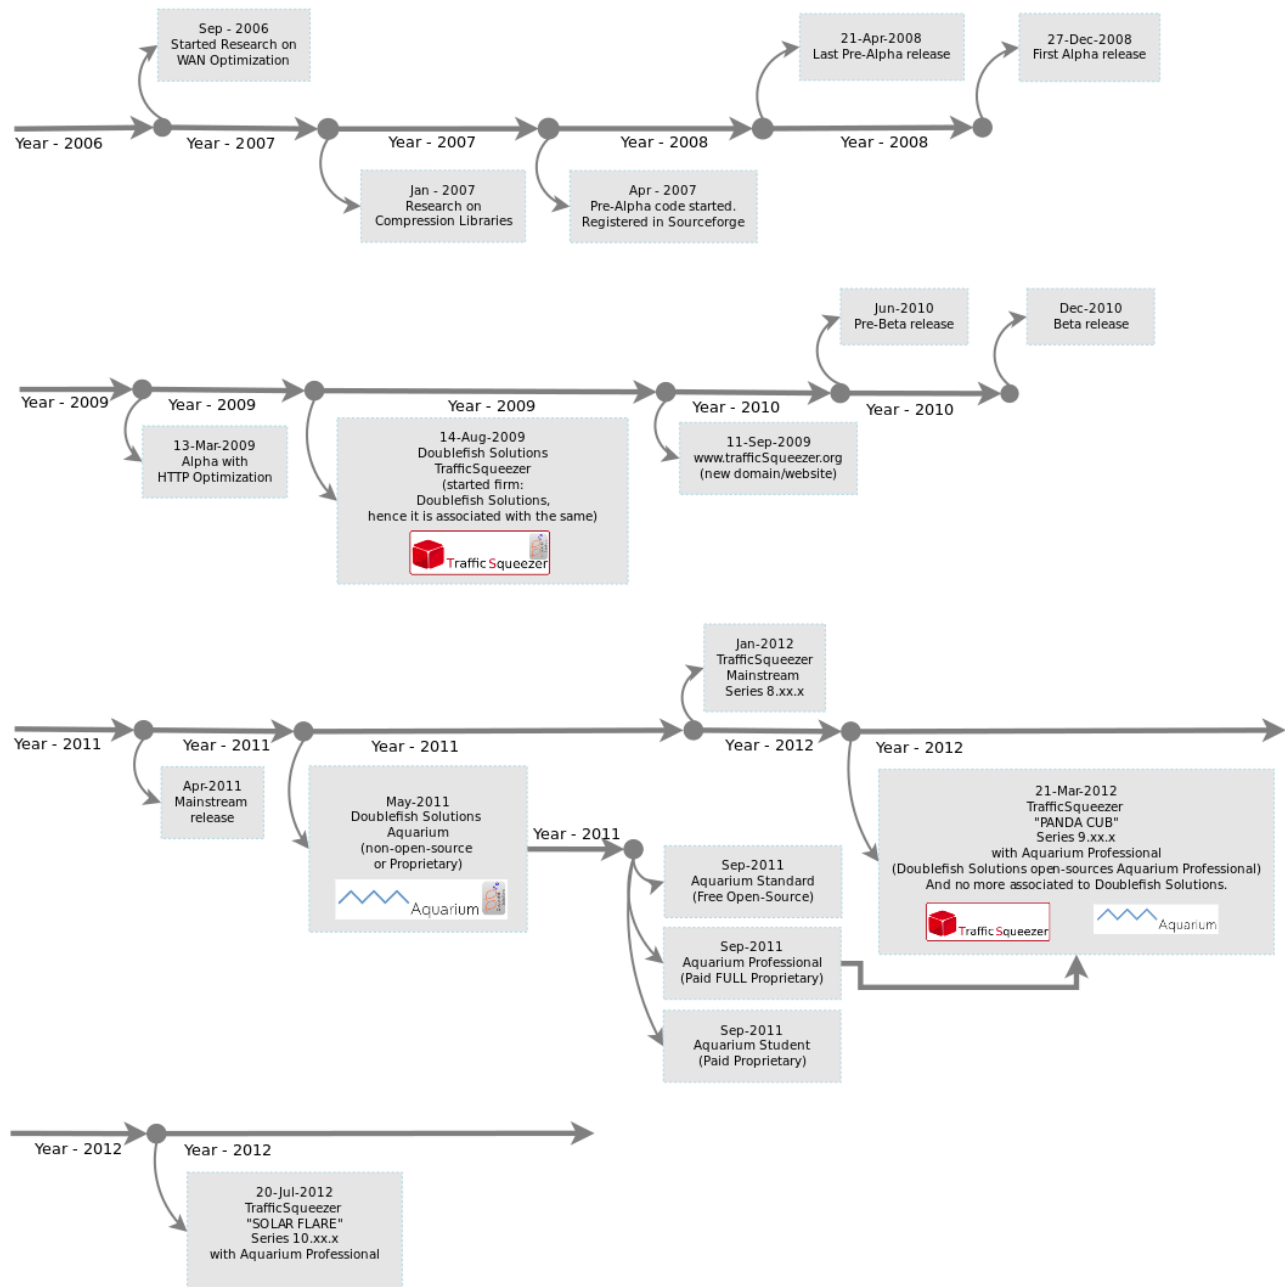 Sep - 2006
Started Research on
WAN Optimization
21-Apr-2008
Last Pre-Alpha release
27-Dec-2008
First Alpha release
Year - 2006
Year - 2007
Year - 2007
Year - 2008
Year - 2008
Jan - 2007
Research on
Compression Libraries
Apr - 2007
Pre-Alpha code started.
Registered in Sourceforge
Jun-2010
Pre-Beta release
Dec-2010
Beta release
Year - 2009
Year - 2009
Year - 2009
Year - 2010
Year - 2010
13-Mar-2009
Alpha with
HTTP Optimization
14-Aug-2009
Doublefish Solutions
TrafficSqueezer
(started firm:
Doublefish Solutions,
hence it is associated with the same)
Traffic Squeezer
11-Sep-2009
www.trafficSqueezer.org
(new domain/website)
Jan-2012
TrafficSqueezer
Mainstream
Series 8.xx.x
Year - 2011
Year - 2011
Year - 2011
Year - 2012
Year - 2012
Apr-2011
Mainstream
release
May-2011
Doublefish Solutions
Aquarium
(non-open-source
or Proprietary)
Aquarium
Year - 2011
Sep-2011
Aquarium Standard
(Free Open-Source)
Sep-2011
Aquarium Professional
(Paid FULL Proprietary)
Sep-2011
Aquarium Student
(Paid Proprietary)
21-Mar-2012
TrafficSqueezer
"PANDA CUB"
Series 9.xx.x
with Aquarium Professional
(Doublefish Solutions open-sources Aquarium Professional)
And no more associated to Doublefish Solutions.
Traffic Squeezer
Aquarium
Year - 2012
Year - 2012
20-Jul-2012
TrafficSqueezer
"SOLAR FLARE"
Series 10.xx.x
with Aquarium Professional